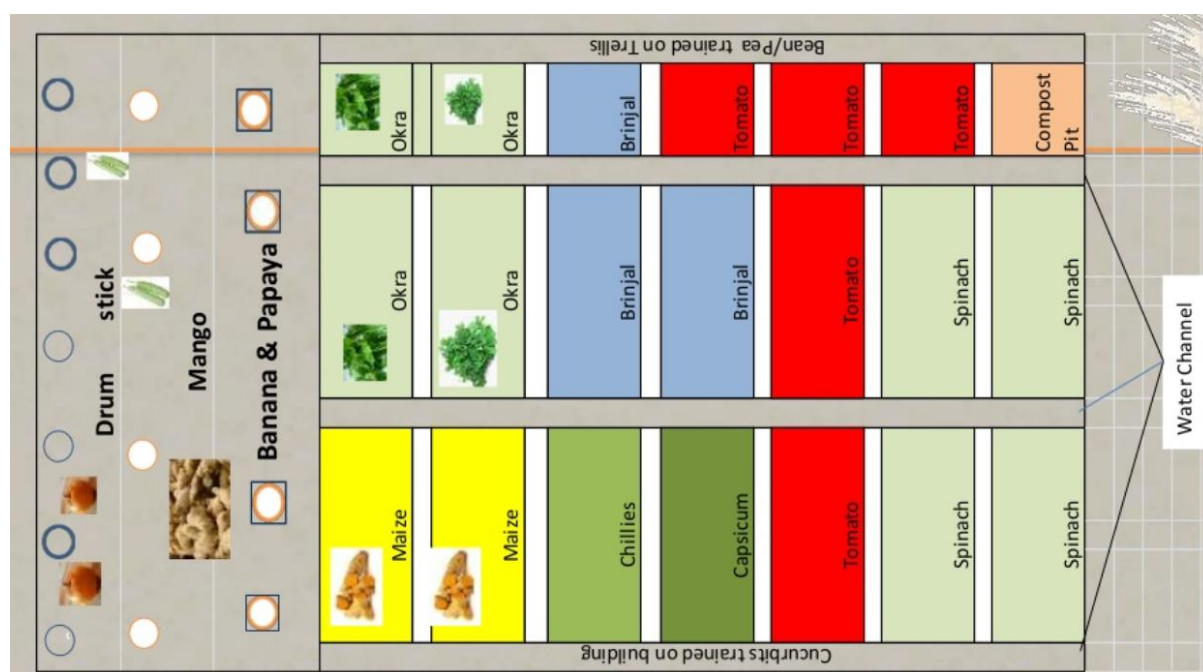 Bean/Pea trained on Trellis
Okra
Okra
Brinjal
Tomato
Tomato
Tomato
Compost
Pit
Drum
stick
Mango
Banana & Papaya
Okra
Okra
Brinjal
Brinjal
Tomato
Spinach
Spinach
Water Channel
Maize
Maize
Chillies
Capsicum
Tomato
Spinach
Spinach
Cucurbits trained on building